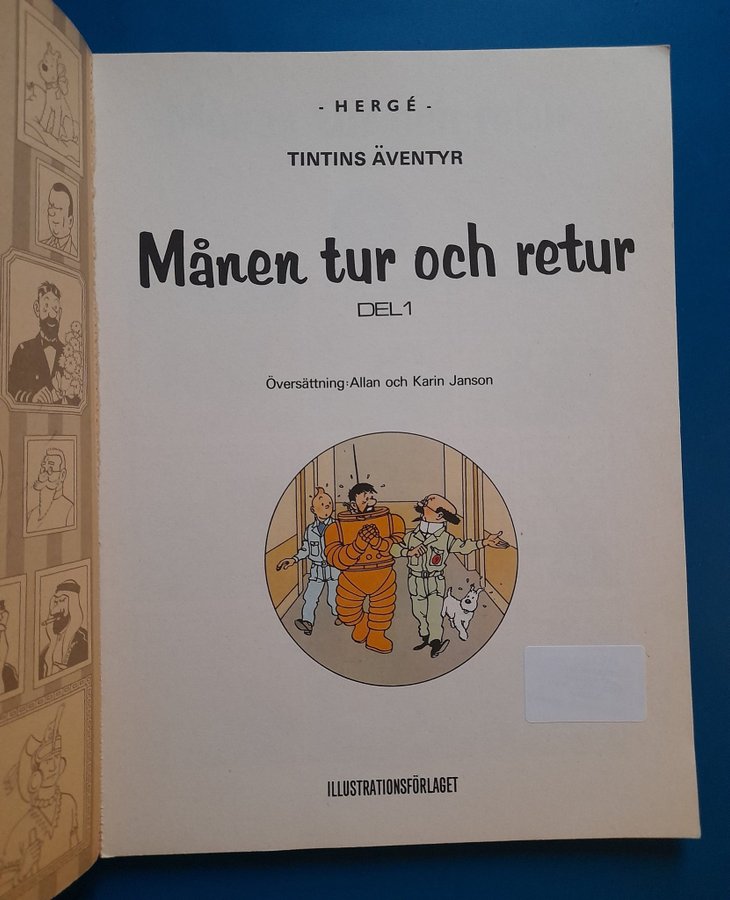 - HERGÉ -
TINTINS ÄVENTYR
Månen tur och retur
DEL 1
Översättning: Allan och Karin Janson
ILLUSTRATIONSFÖRLAGET